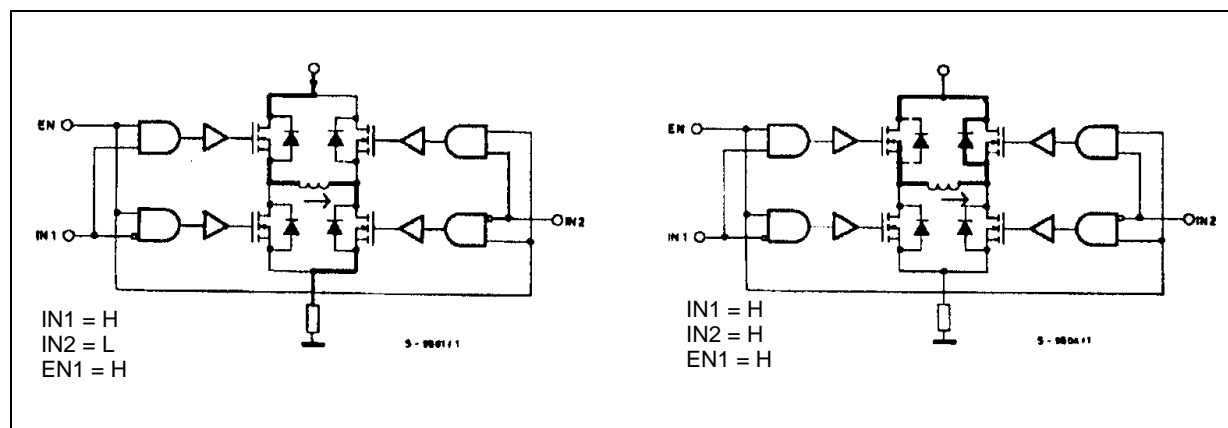 EN
IN1
IN2
IN1 = H
IN2 = L
EN1 = H
EN
IN1
IN2
IN1 = H
IN2 = H
EN1 = H